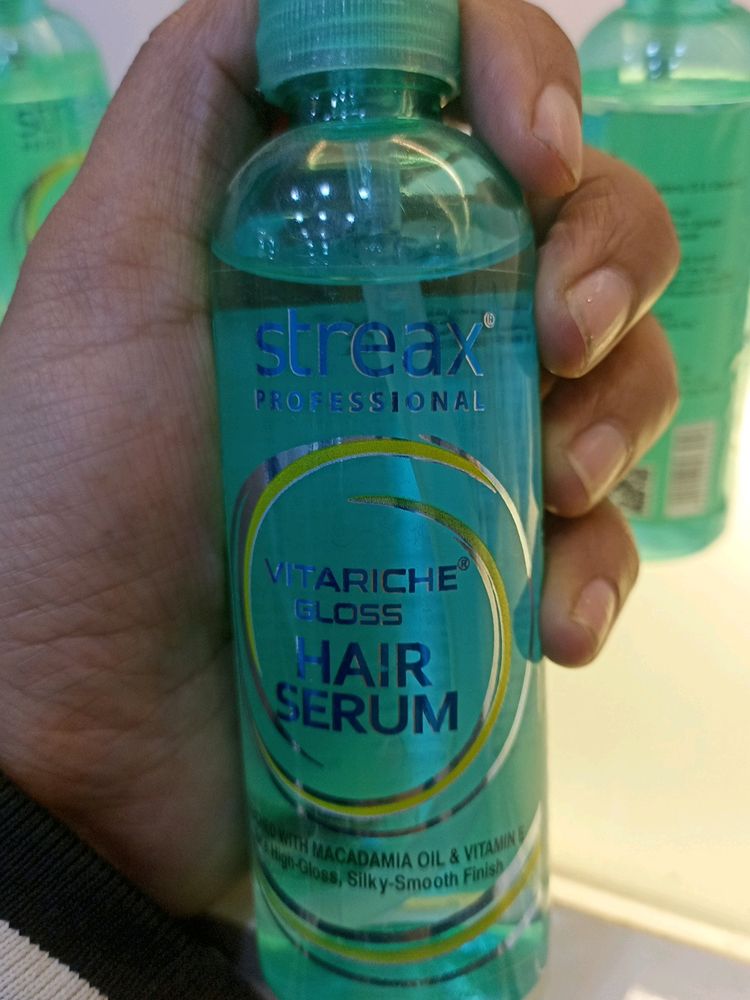 streax®
PROFESSIONAL
VITARICHE®
GLOSS
HAIR
SERUM
WITH MACADAMIA OIL & VITAMIN E
High-Gloss, Silky-Smooth Finish